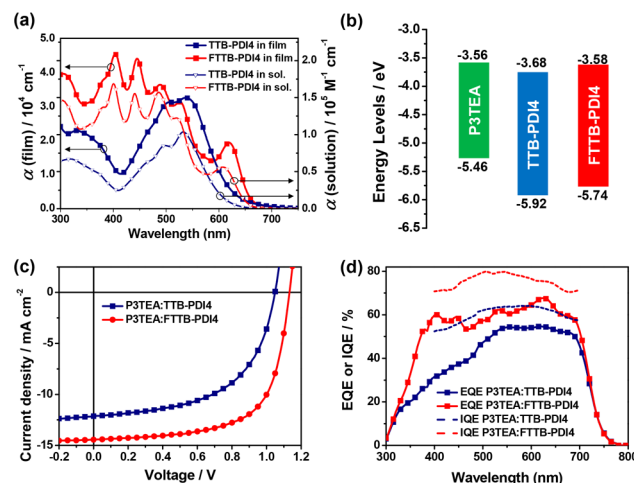 (a)
TTB-PDI4 in film
FTTB-PDI4 in film
TTB-PDI4 in sol.
FTTB-PDI4 in sol.
5.0
4.0
3.0
2.0
1.0
0.0
300 400 500 600 700
2.0
1.5
1.0
0.5
0.0
α (film) / 10⁴ cm⁻¹
α (solution) / 10⁵ M⁻¹ cm⁻¹
Wavelength (nm)
(b)
-3.0
-3.5
-4.0
-4.5
-5.0
-5.5
-6.0
-6.5
Energy Levels / eV
-3.56
P3TEA
-5.46
-3.68
TTB-PDI4
-5.92
-3.58
FTTB-PDI4
-5.74
(c)
P3TEA:TTB-PDI4
P3TEA:FTTB-PDI4
0
-5
-10
-15
-0.2 0.0 0.2 0.4 0.6 0.8 1.0 1.2
Current density / mA cm⁻²
Voltage / V
(d)
80
60
40
20
0
300 400 500 600 700 800
EQE or IQE / %
EQE P3TEA:TTB-PDI4
EQE P3TEA:FTTB-PDI4
IQE P3TEA:TTB-PDI4
IQE P3TEA:FTTB-PDI4
Wavelength (nm)